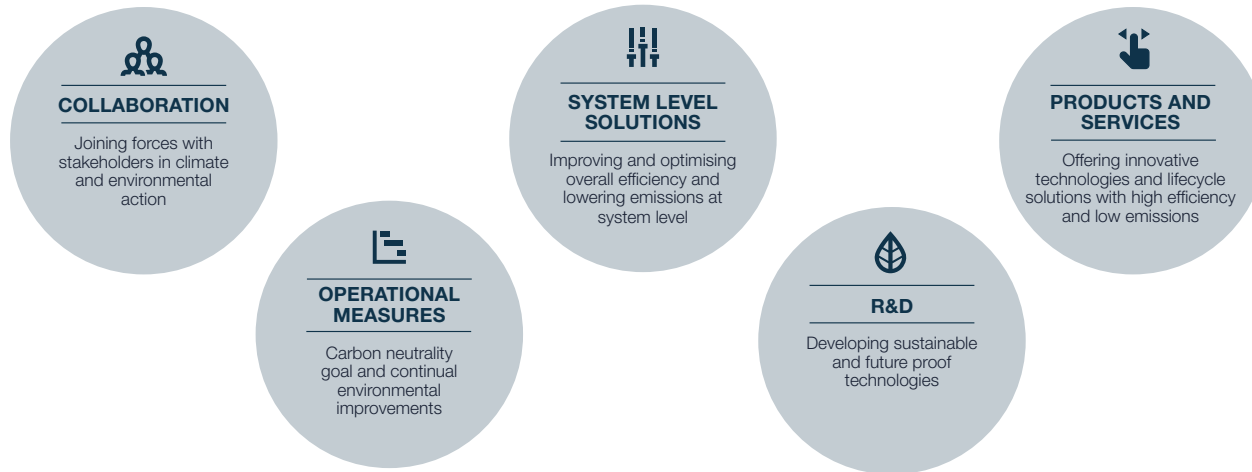 COLLABORATION
Joining forces with
stakeholders in climate
and environmental
action
OPERATIONAL
MEASURES
Carbon neutrality
goal and continual
environmental
improvements
SYSTEM LEVEL
SOLUTIONS
Improving and optimising
overall efficiency and
lowering emissions at
system level
R&D
Developing sustainable
and future proof
technologies
PRODUCTS AND
SERVICES
Offering innovative
technologies and lifecycle
solutions with high efficiency
and low emissions